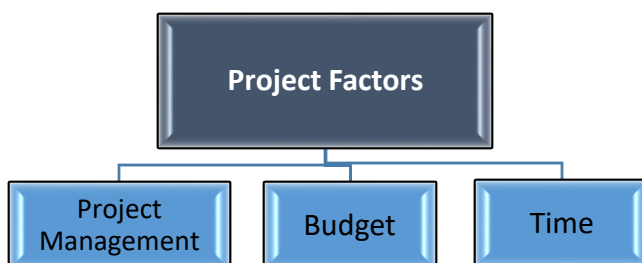 Project Factors
Project
Management
Budget
Time